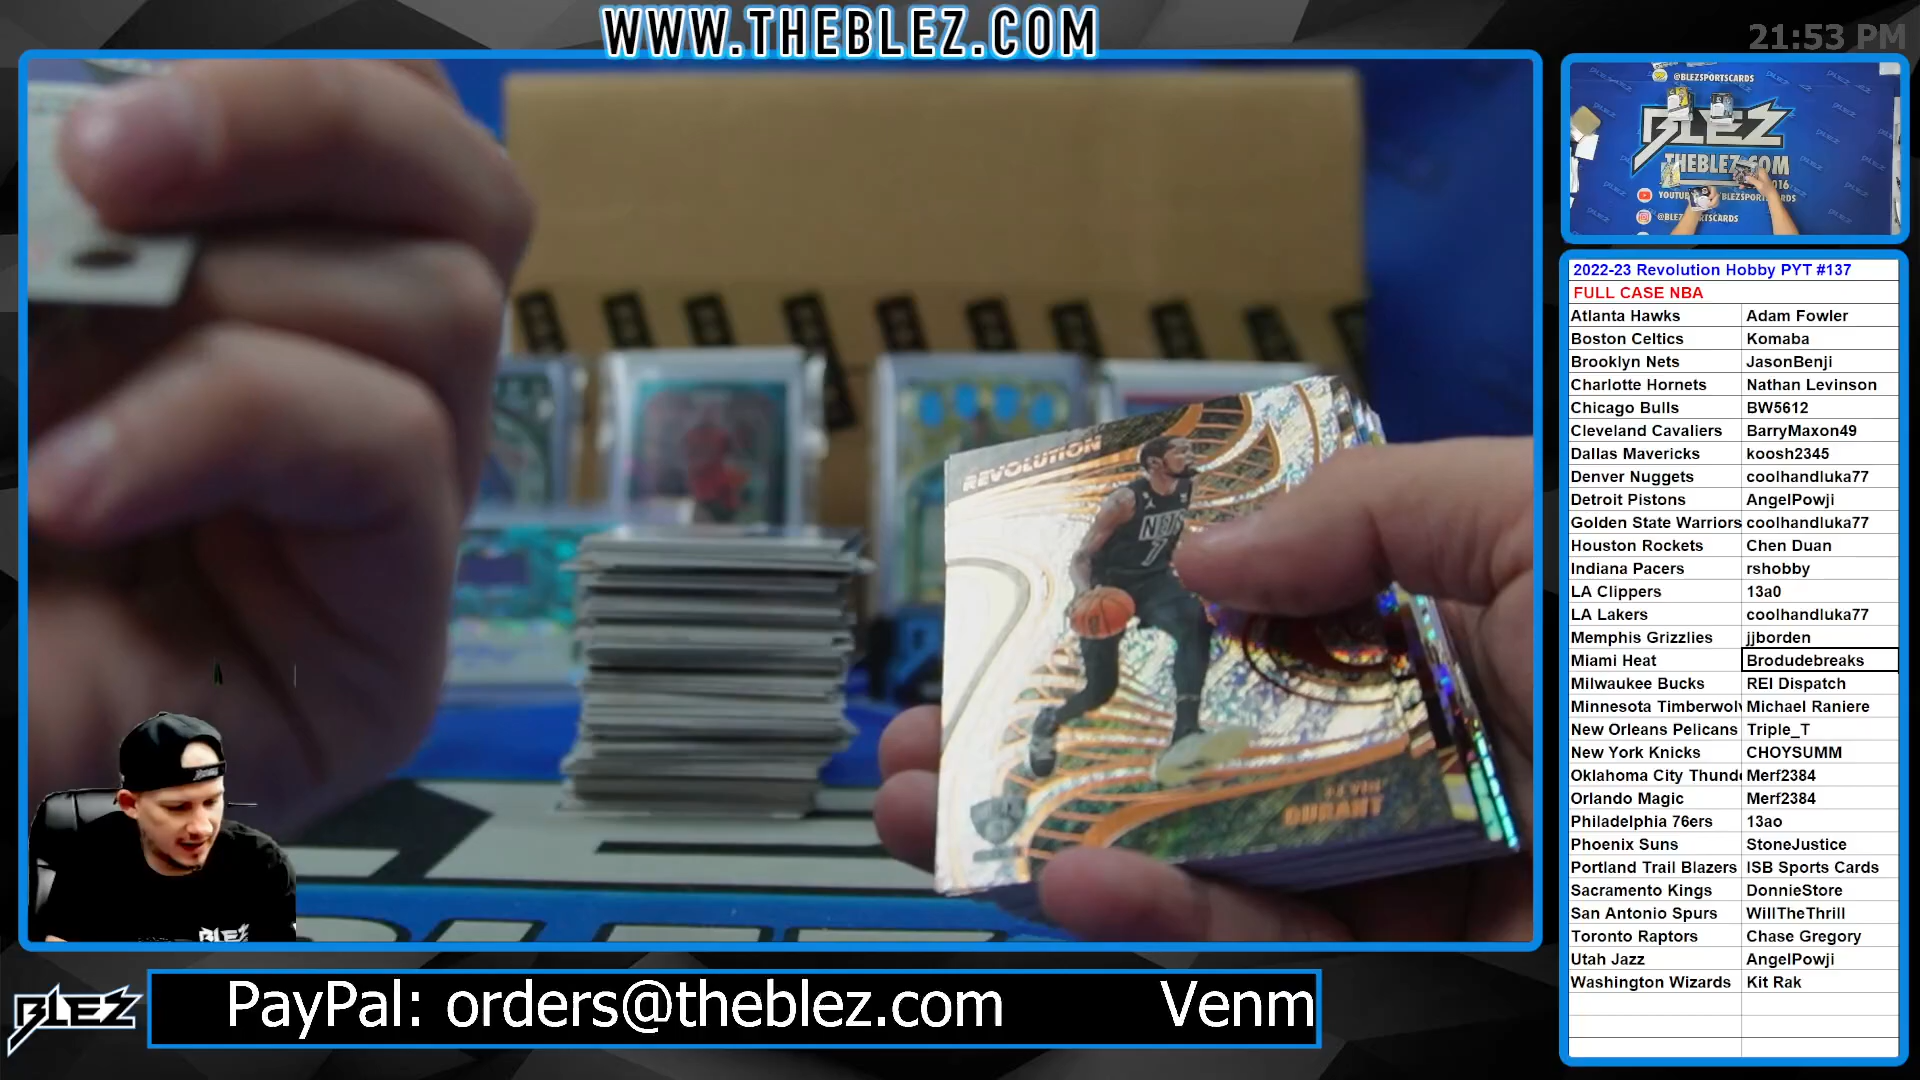 WWW.THEBLEZ.COM
21:53 PM
@BLEZSPORTSCARDS
BLEZ
THEBLEZ.COM
@BLEZ
REVOLUTION
NETS
7
DURANT
2022-23 Revolution Hobby PYT #137
FULL CASE NBA
Atlanta Hawks Adam Fowler
Boston Celtics Komaba
Brooklyn Nets JasonBenji
Charlotte Hornets Nathan Levinson
Chicago Bulls BW5612
Cleveland Cavaliers BarryMaxon49
Dallas Mavericks koosh2345
Denver Nuggets coolhandluka77
Detroit Pistons AngelPowji
Golden State Warriors coolhandluka77
Houston Rockets Chen Duan
Indiana Pacers rshobby
LA Clippers 13a0
LA Lakers coolhandluka77
Memphis Grizzlies jjborden
Miami Heat Brodudebreaks
Milwaukee Bucks REI Dispatch
Minnesota Timberwolv Michael Raniere
New Orleans Pelicans Triple_T
New York Knicks CHOYSUMM
Oklahoma City Thunde Merf2384
Orlando Magic Merf2384
Philadelphia 76ers 13ao
Phoenix Suns StoneJustice
Portland Trail Blazers ISB Sports Cards
Sacramento Kings DonnieStore
San Antonio Spurs WillTheThrill
Toronto Raptors Chase Gregory
Utah Jazz AngelPowji
Washington Wizards Kit Rak
BLEZ
BLEZ
PayPal: orders@theblez.com Venm